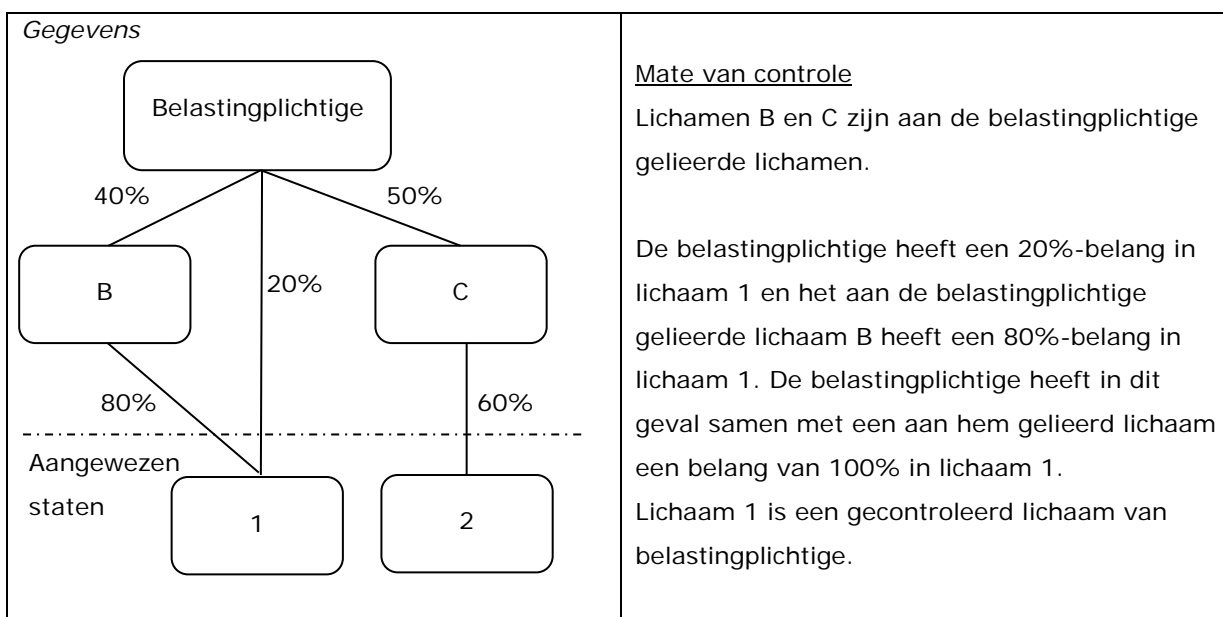 Gegevens
Belastingplichtige
40%
50%
B
20%
C
80%
60%
Aangewezen
staten
1
2
Mate van controle
Lichamen B en C zijn aan de belastingplichtige
gelieerde lichamen.
De belastingplichtige heeft een 20%-belang in
lichaam 1 en het aan de belastingplichtige
gelieerde lichaam B heeft een 80%-belang in
lichaam 1. De belastingplichtige heeft in dit
geval samen met een aan hem gelieerd lichaam
een belang van 100% in lichaam 1.
Lichaam 1 is een gecontroleerd lichaam van
belastingplichtige.